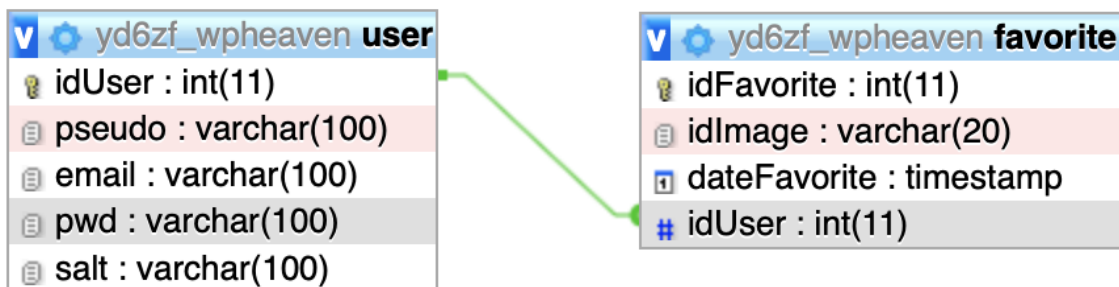 v yd6zf_wpheaven user
idUser : int(11)
pseudo : varchar(100)
email : varchar(100)
pwd : varchar(100)
salt : varchar(100)
v yd6zf_wpheaven favorite
idFavorite : int(11)
idImage : varchar(20)
1 dateFavorite : timestamp
# idUser : int(11)